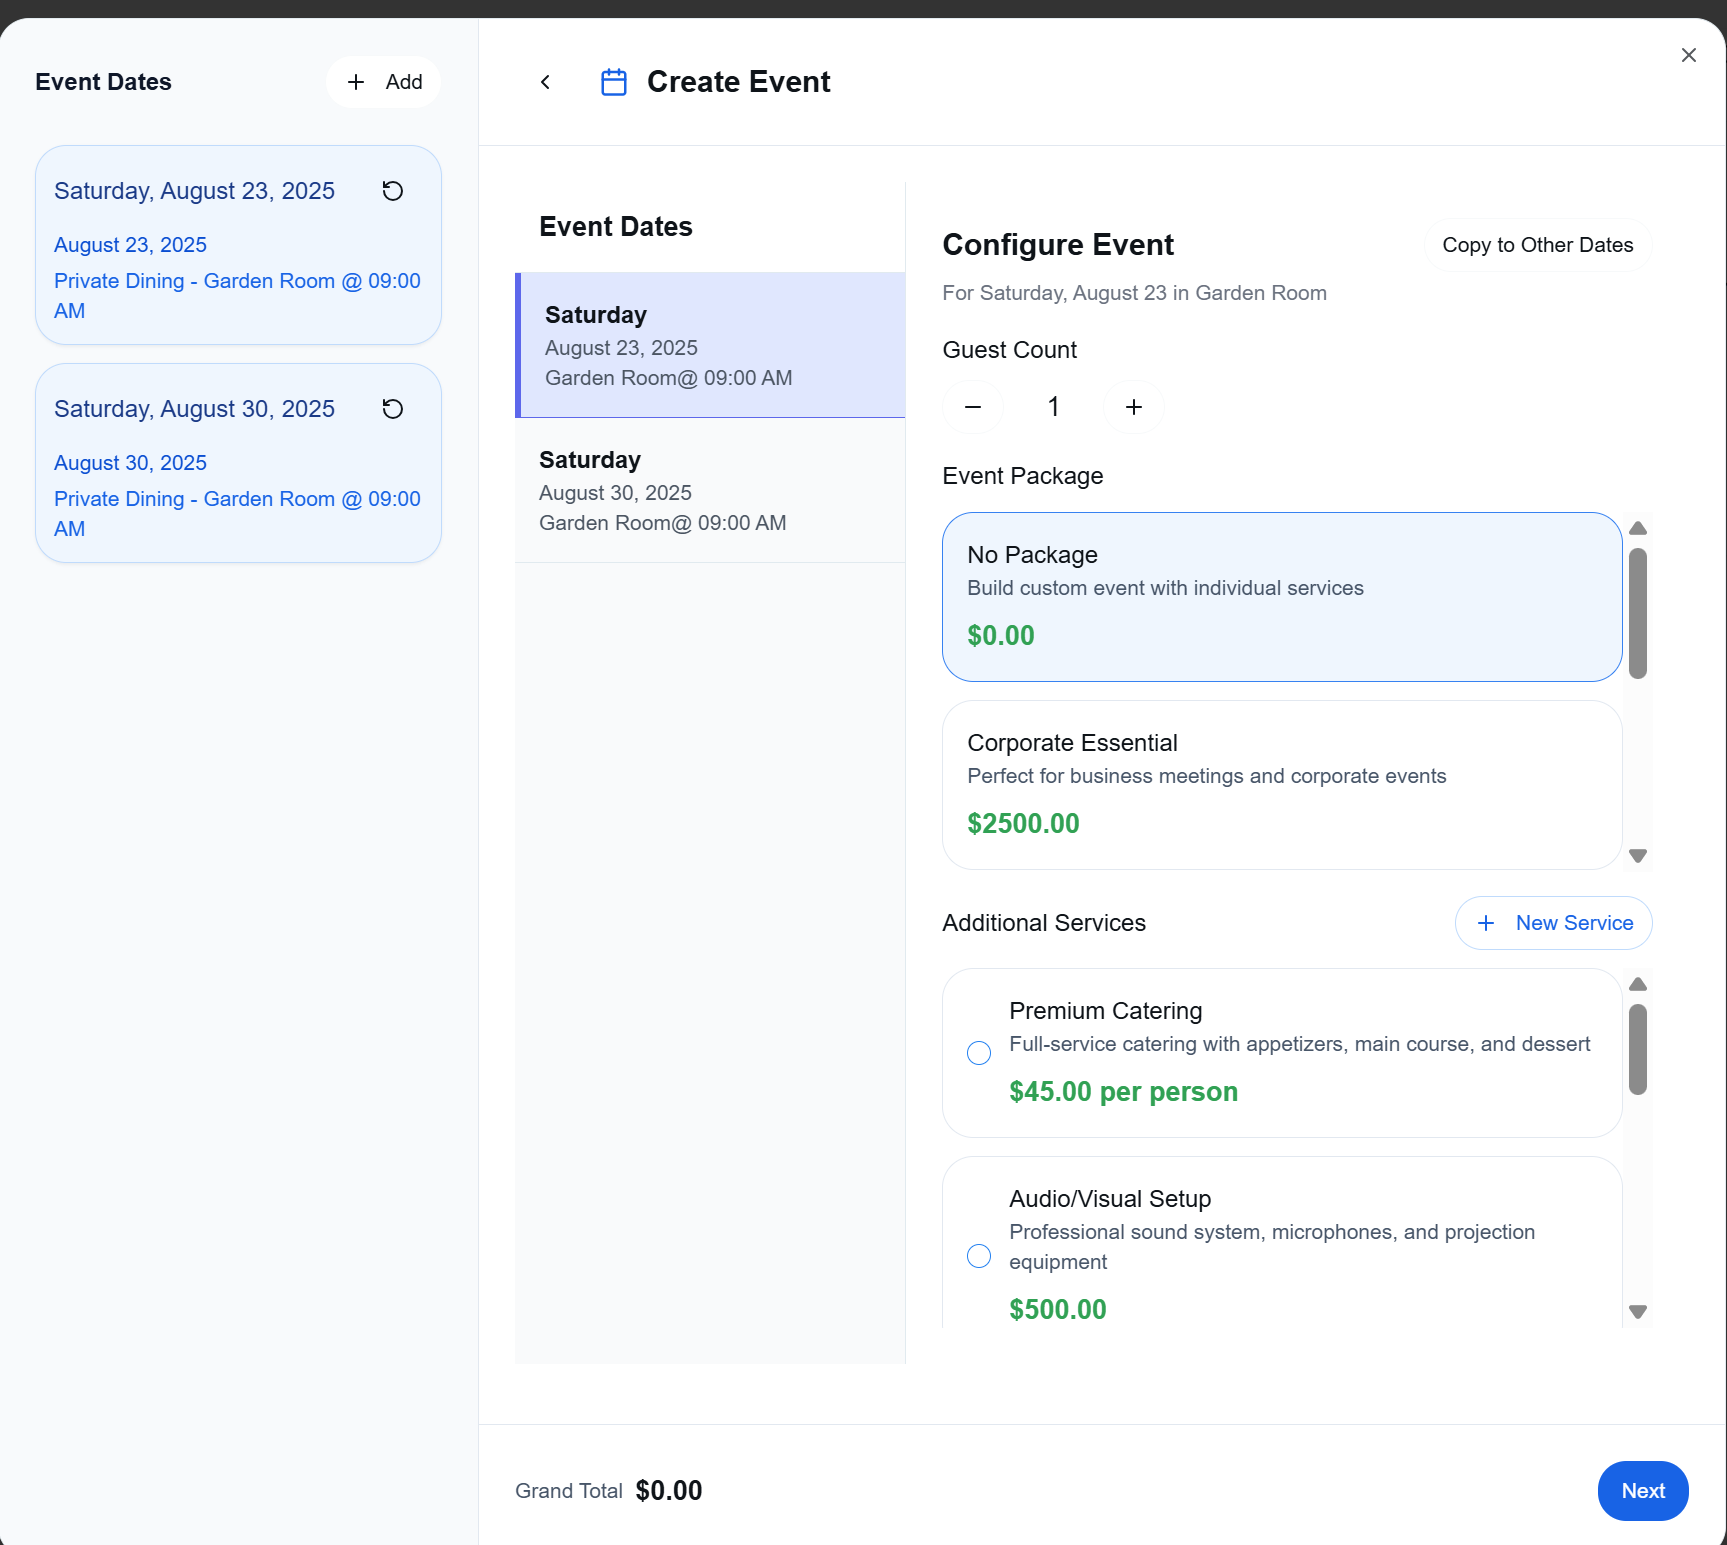 Event Dates
Add
Saturday, August 23, 2025
August 23, 2025
Private Dining - Garden Room @ 09:00
AM
Saturday, August 30, 2025
August 30, 2025
Private Dining - Garden Room @ 09:00
AM
Create Event
Event Dates
Saturday
August 23, 2025
Garden Room@ 09:00 AM
Saturday
August 30, 2025
Garden Room@ 09:00 AM
Configure Event
Copy to Other Dates
For Saturday, August 23 in Garden Room
Guest Count
1
Event Package
No Package
Build custom event with individual services
$0.00
Corporate Essential
Perfect for business meetings and corporate events
$2500.00
Additional Services
New Service
Premium Catering
Full-service catering with appetizers, main course, and dessert
$45.00 per person
Audio/Visual Setup
Professional sound system, microphones, and projection
equipment
$500.00
Grand Total $0.00
Next